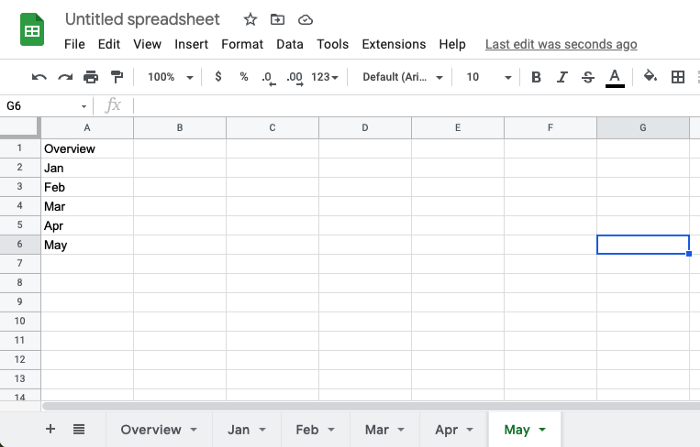 Untitled spreadsheet
File Edit View Insert Format Data Tools Extensions Help Last edit was seconds ago
100% $ % .0 .00 123 Default (Ari... 10 B I S A
G6 fx
A B C D E F G
1 Overview
2 Jan
3 Feb
4 Mar
5 Apr
6 May
7
8
9
10
11
12
13
14
+ Overview Jan Feb Mar Apr May